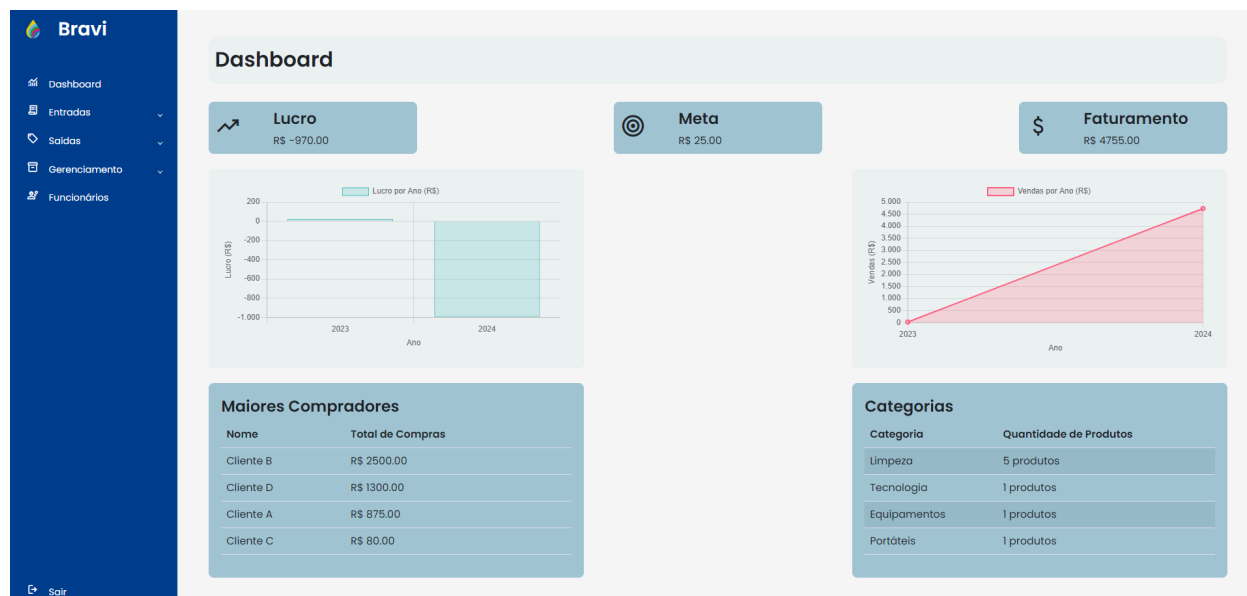 Bravi
Dashboard
Entradas
Saídas
Gerenciamento
Funcionários
Sair
Dashboard
Lucro
R$ -970.00
Meta
R$ 25.00
Faturamento
R$ 4755.00
Lucro por Ano (R$)
Lucro (R$)
200
0
-200
-400
-600
-800
-1.000
2023 2024
Ano
Vendas por Ano (R$)
Vendas (R$)
5.000
4.500
4.000
3.500
3.000
2.500
2.000
1.500
1.000
500
0
2023 2024
Ano
Maiores Compradores
Nome Total de Compras
Cliente B R$ 2500.00
Cliente D R$ 1300.00
Cliente A R$ 875.00
Cliente C R$ 80.00
Categorias
Categoria Quantidade de Produtos
Limpeza 5 produtos
Tecnologia 1 produtos
Equipamentos 1 produtos
Portáteis 1 produtos